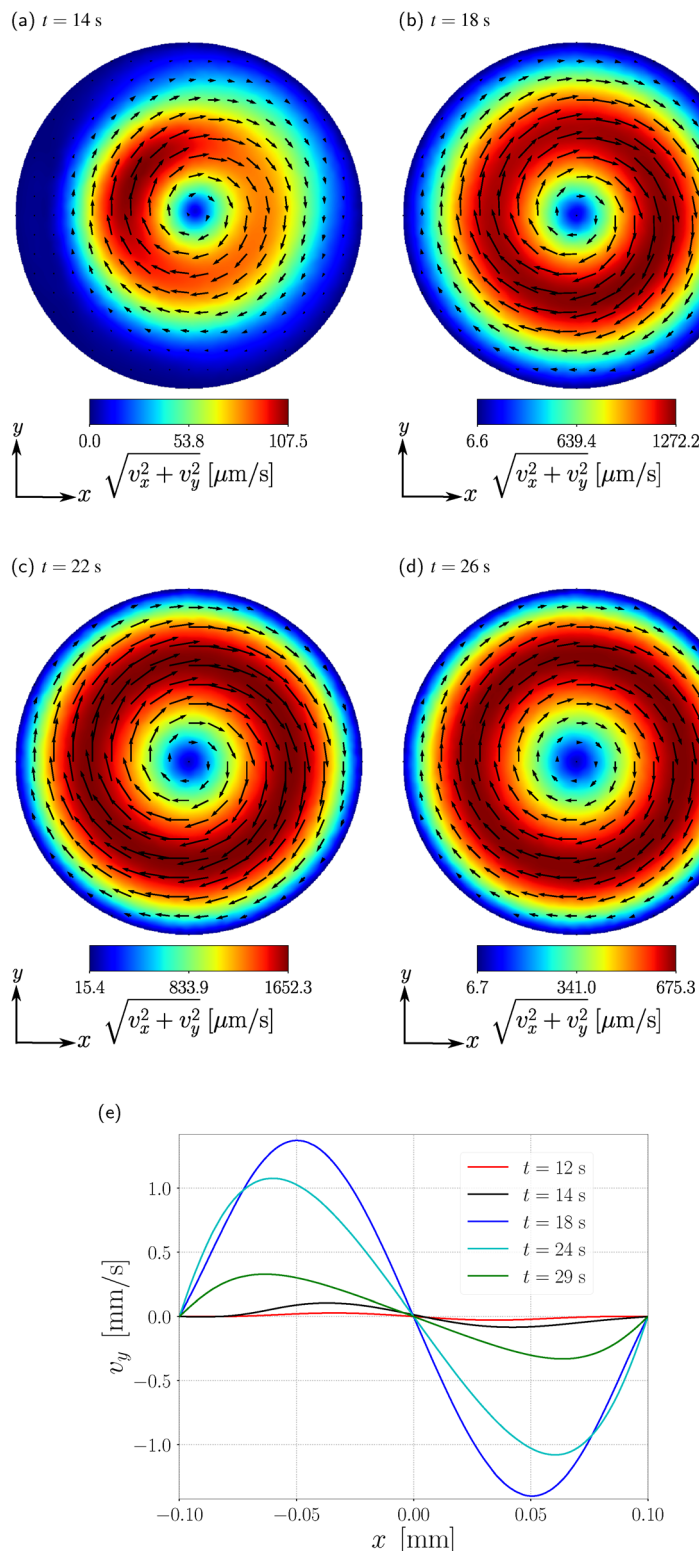 (a) t = 14 s (b) t = 18 s
0.0 53.8 107.5 6.6 639.4 1272.2
y √(v_x^2 + v_y^2) [μm/s] y √(v_x^2 + v_y^2) [μm/s]
x x
(c) t = 22 s (d) t = 26 s
15.4 833.9 1652.3 6.7 341.0 675.3
y √(v_x^2 + v_y^2) [μm/s] y √(v_x^2 + v_y^2) [μm/s]
x x
(e)
t = 12 s
t = 14 s
t = 18 s
t = 24 s
t = 29 s
1.0
0.5
0.0
−0.5
−1.0
v_y [mm/s]
−0.10 −0.05 0.00 0.05 0.10
x [mm]